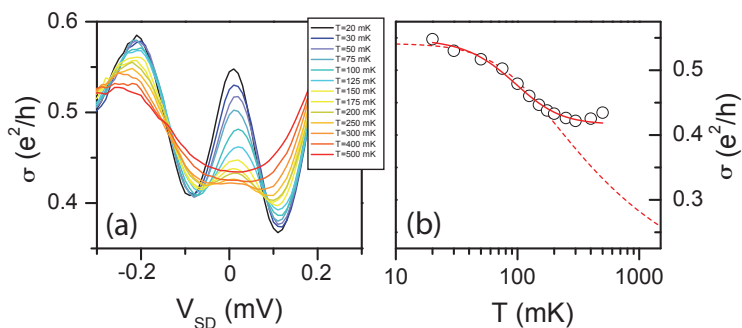 0.6
0.5
0.4
σ (e²/h)
(a)
-0.2
0.0
0.2
V_SD (mV)
T=20 mK
T=30 mK
T=50 mK
T=75 mK
T=100 mK
T=125 mK
T=150 mK
T=175 mK
T=200 mK
T=250 mK
T=300 mK
T=400 mK
T=500 mK
(b)
10
100
1000
T (mK)
0.5
0.4
0.3
σ (e²/h)